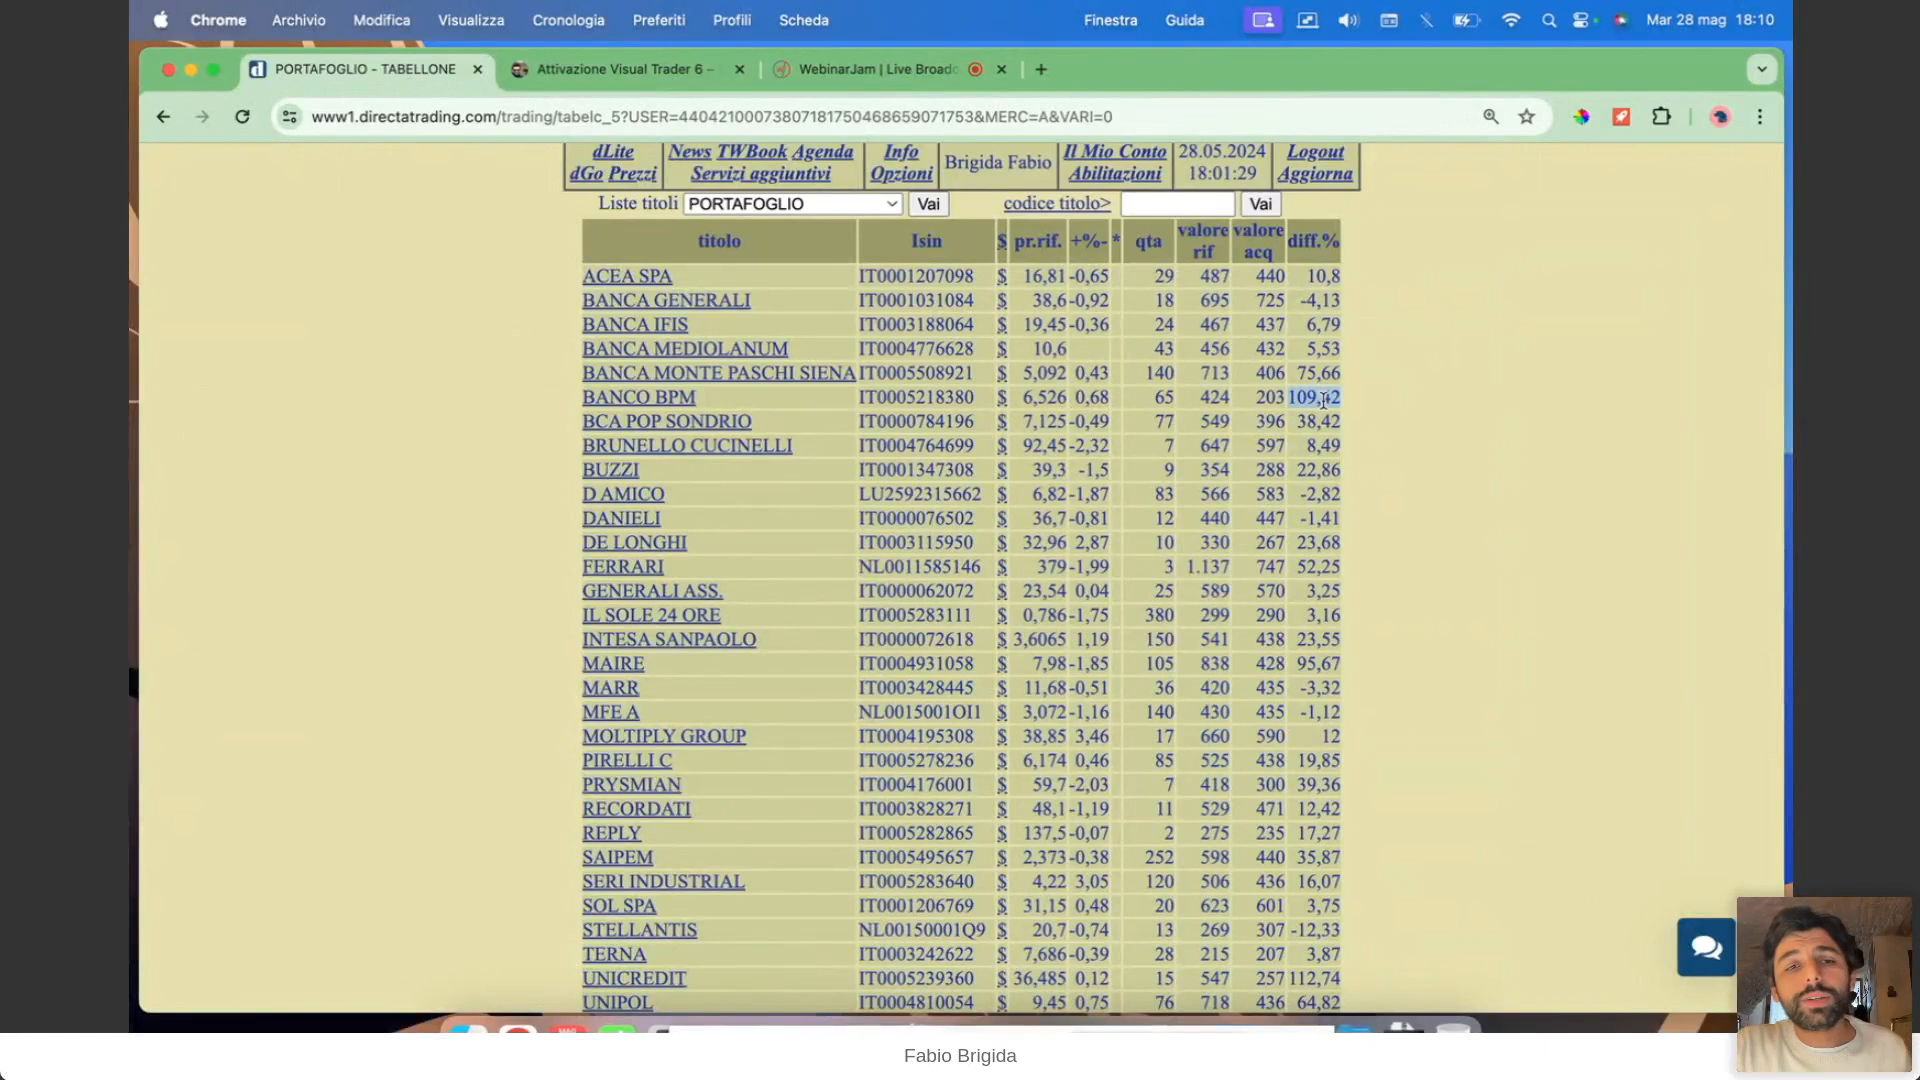 Chrome Archivio Modifica Visualizza Cronologia Preferiti Profili Scheda Finestra Guida Mar 28 mag 18:10
PORTAFOGLIO - TABELLONE Attivazione Visual Trader 6 – WebinarJam | Live Broadc
www1.directatrading.com/trading/tabelc_5?USER=44042100073807181750468659071753&MERC=A&VARI=0
dLite News TWBook Agenda Info Brigida Fabio Il Mio Conto 28.05.2024 Logout
dGo Prezzi Servizi aggiuntivi Opzioni Abilitazioni 18:01:29 Aggiorna
Liste titoli PORTAFOGLIO Vai codice titolo> Vai
titolo Isin $ pr.rif. +%- * qta valore rif valore acq diff.%
ACEA SPA IT0001207098 $ 16,81 -0,65 29 487 440 10,8
BANCA GENERALI IT0001031084 $ 38,6 -0,92 18 695 725 -4,13
BANCA IFIS IT0003188064 $ 19,45 -0,36 24 467 437 6,79
BANCA MEDIOLANUM IT0004776628 $ 10,6 43 456 432 5,53
BANCA MONTE PASCHI SIENA IT0005508921 $ 5,092 0,43 140 713 406 75,66
BANCO BPM IT0005218380 $ 6,526 0,68 65 424 203
BCA POP SONDRIO IT0000784196 $ 7,125 -0,49 77 549 396 38,42
BRUNELLO CUCINELLI IT0004764699 $ 92,45 -2,32 7 647 597 8,49
BUZZI IT0001347308 $ 39,3 -1,5 9 354 288 22,86
D AMICO LU2592315662 $ 6,82 -1,87 83 566 583 -2,82
DANIELI IT0000076502 $ 36,7 -0,81 12 440 447 -1,41
DE LONGHI IT0003115950 $ 32,96 2,87 10 330 267 23,68
FERRARI NL0011585146 $ 379 -1,99 3 1.137 747 52,25
GENERALI ASS. IT0000062072 $ 23,54 0,04 25 589 570 3,25
IL SOLE 24 ORE IT0005283111 $ 0,786 -1,75 380 299 290 3,16
INTESA SANPAOLO IT0000072618 $ 3,6065 1,19 150 541 438 23,55
MAIRE IT0004931058 $ 7,98 -1,85 105 838 428 95,67
MARR IT0003428445 $ 11,68 -0,51 36 420 435 -3,32
MFE A NL0015001OI1 $ 3,072 -1,16 140 430 435 -1,12
MOLTIPLY GROUP IT0004195308 $ 38,85 3,46 17 660 590 12
PIRELLI C IT0005278236 $ 6,174 0,46 85 525 438 19,85
PRYSMIAN IT0004176001 $ 59,7 -2,03 7 418 300 39,36
RECORDATI IT0003828271 $ 48,1 -1,19 11 529 471 12,42
REPLY IT0005282865 $ 137,5 -0,07 2 275 235 17,27
SAIPEM IT0005495657 $ 2,373 -0,38 252 598 440 35,87
SERI INDUSTRIAL IT0005283640 $ 4,22 3,05 120 506 436 16,07
SOL SPA IT0001206769 $ 31,15 0,48 20 623 601 3,75
STELLANTIS NL00150001Q9 $ 20,7 -0,74 13 269 307 -12,33
TERNA IT0003242622 $ 7,686 -0,39 28 215 207 3,87
UNICREDIT IT0005239360 $ 36,485 0,12 15 547 257 112,74
UNIPOL IT0004810054 $ 9,45 0,75 76 718 436 64,82
Fabio Brigida